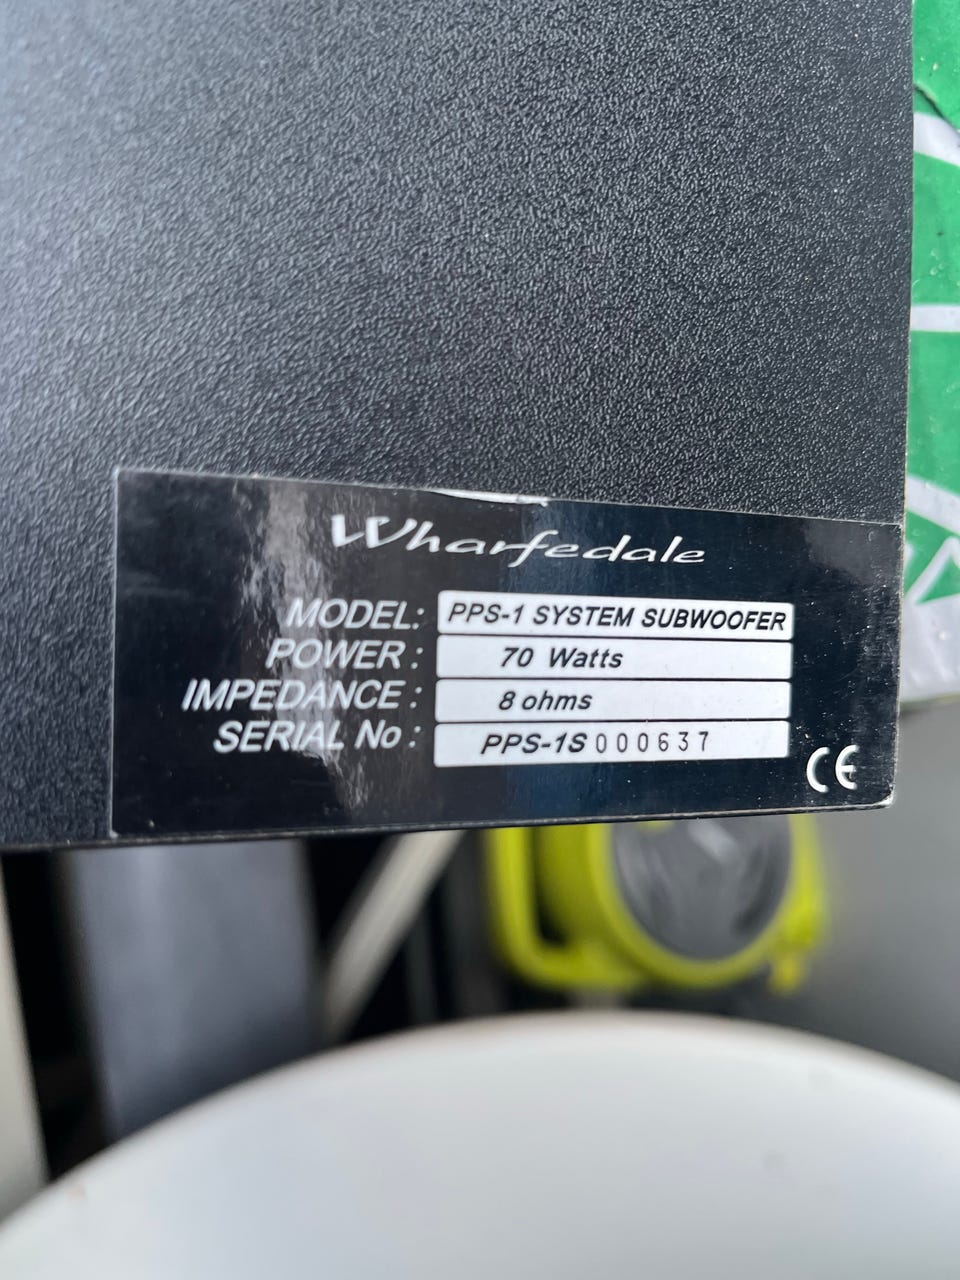 Wharfedale
MODEL: PPS-1 SYSTEM SUBWOOFER
POWER: 70 Watts
IMPEDANCE: 8 ohms
SERIAL No: PPS-1S 000637
CE